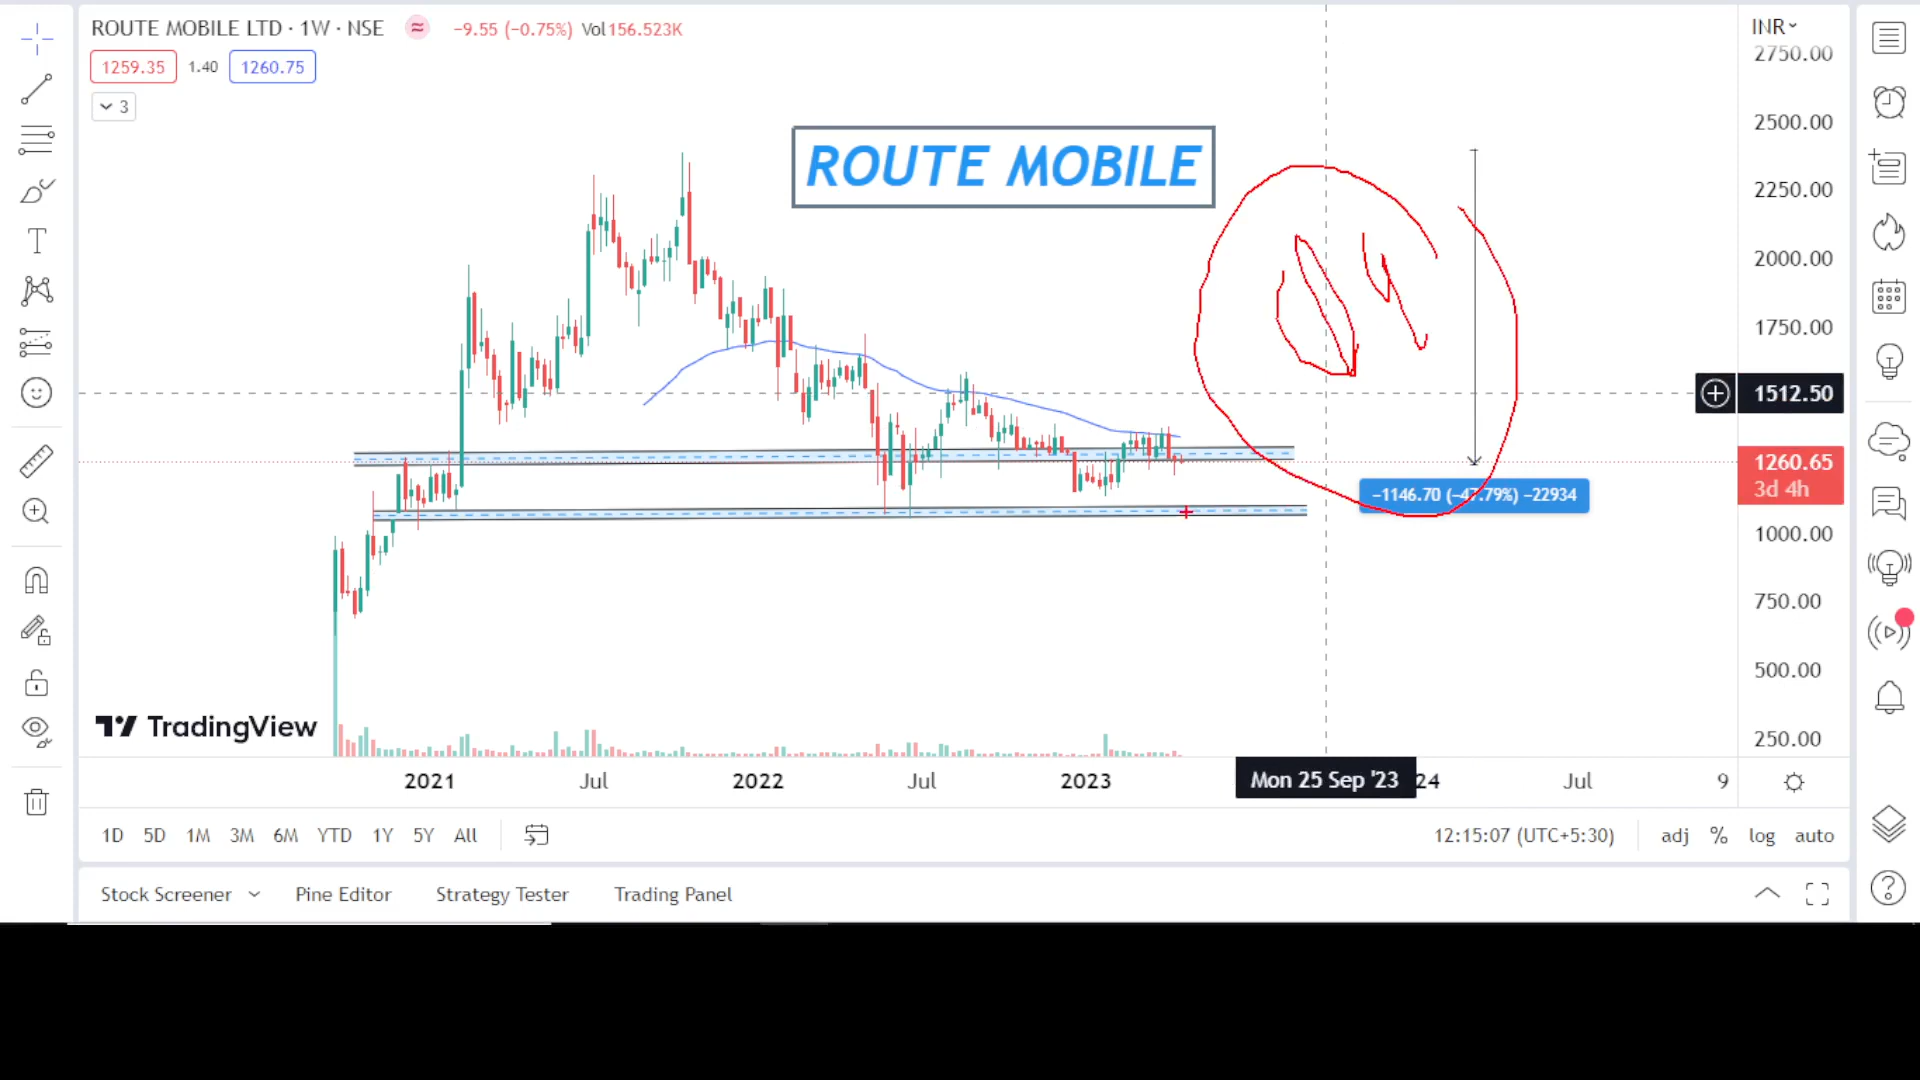 ROUTE MOBILE LTD · 1W · NSE ≈ −9.55 (−0.75%) Vol156.523K
INR
2750.00
1259.35 1.40 1260.75
3
2500.00
ROUTE MOBILE
2250.00
2000.00
1750.00
1512.50
1260.65
3d 4h
−1146.70 (−47.79%) −22934
1000.00
750.00
500.00
TradingView
250.00
2021 Jul 2022 Jul 2023 Mon 25 Sep '23 24 Jul 9
1D 5D 1M 3M 6M YTD 1Y 5Y All 12:15:07 (UTC+5:30) adj % log auto
Stock Screener Pine Editor Strategy Tester Trading Panel